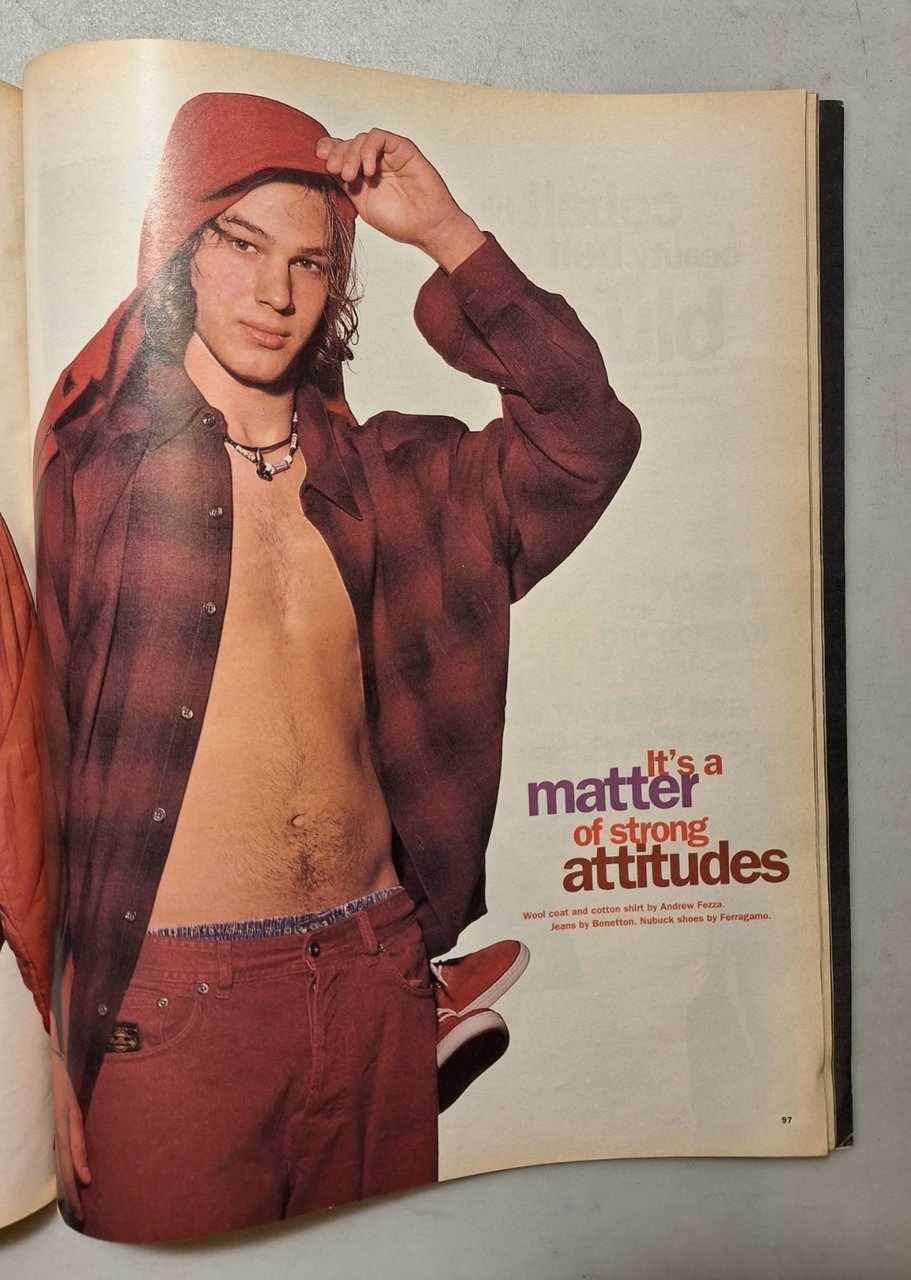 It's a
matter
of strong
attitudes
Wool coat and cotton shirt by Andrew Fezza.
Jeans by Benetton. Nubuck shoes by Ferragamo.
97